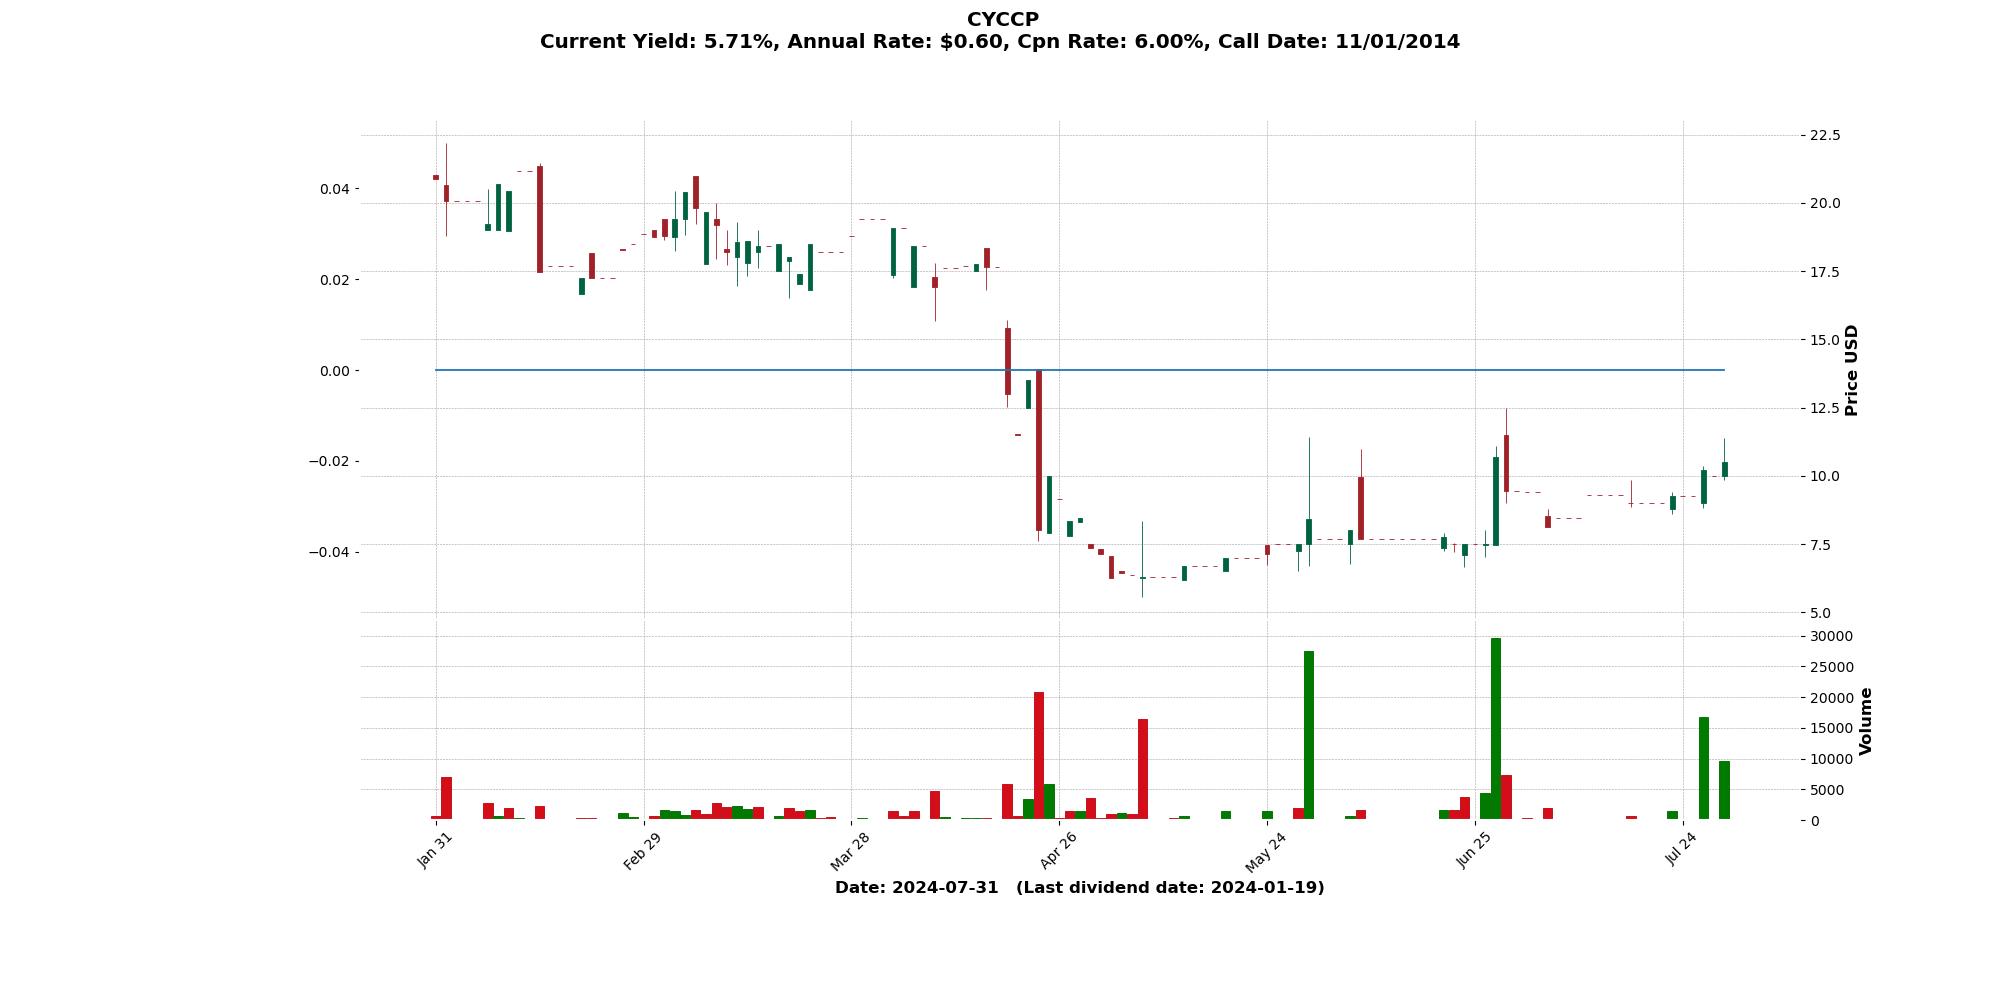 CYCCP
Current Yield: 5.71%, Annual Rate: $0.60, Cpn Rate: 6.00%, Call Date: 11/01/2014
0.04
0.02
0.00
−0.02
−0.04
22.5
20.0
17.5
15.0
12.5
10.0
7.5
5.0
Price USD
30000
25000
20000
15000
10000
5000
0
Volume
Jan 31
Feb 29
Mar 28
Apr 26
May 24
Jun 25
Jul 24
Date: 2024-07-31   (Last dividend date: 2024-01-19)